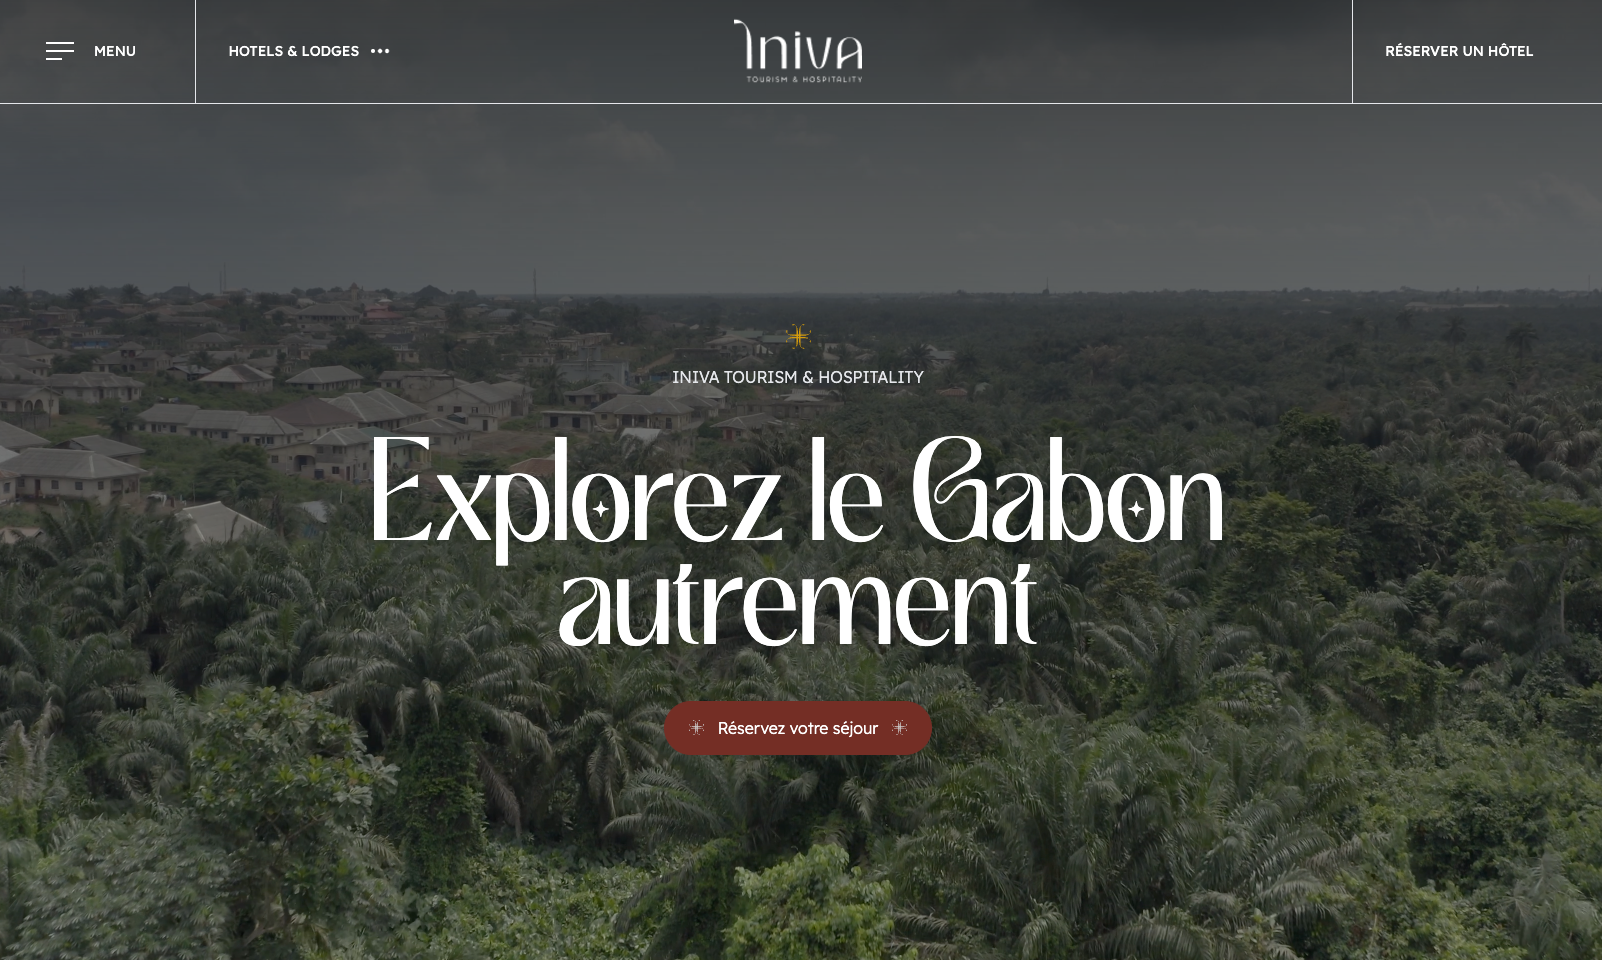 MENU
HOTELS & LODGES
Iniva
TOURISM & HOSPITALITY
RÉSERVER UN HÔTEL
INIVA TOURISM & HOSPITALITY
Explorez le Gabon
autrement
Réservez votre séjour